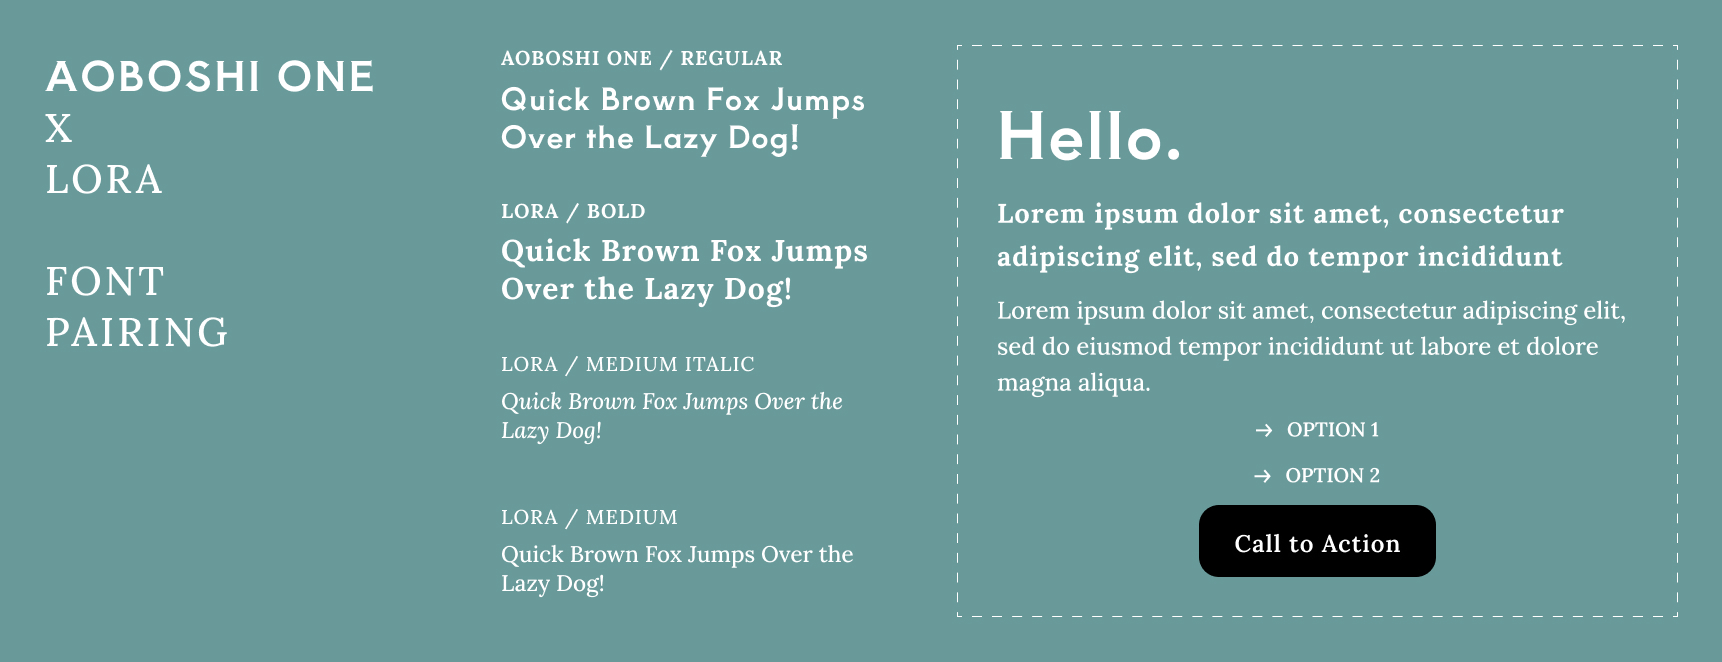 AOBOSHI ONE
X
LORA
FONT
PAIRING
AOBOSHI ONE / REGULAR
Quick Brown Fox Jumps
Over the Lazy Dog!
LORA / BOLD
Quick Brown Fox Jumps
Over the Lazy Dog!
LORA / MEDIUM ITALIC
Quick Brown Fox Jumps Over the
Lazy Dog!
LORA / MEDIUM
Quick Brown Fox Jumps Over the
Lazy Dog!
Hello.
Lorem ipsum dolor sit amet, consectetur
adipiscing elit, sed do tempor incididunt
Lorem ipsum dolor sit amet, consectetur adipiscing elit,
sed do eiusmod tempor incididunt ut labore et dolore
magna aliqua.
→ OPTION 1
→ OPTION 2
Call to Action